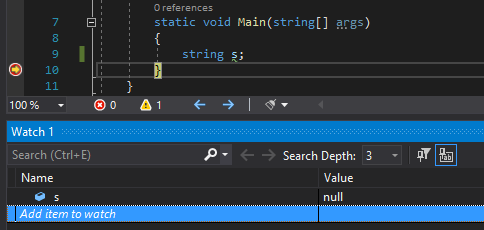 0 references
7 static void Main(string[] args)
8 {
9 string s;
10 }
11 }
100 % 0 1
Watch 1
Search (Ctrl+E) Search Depth: 3
Name Value
s null
Add item to watch